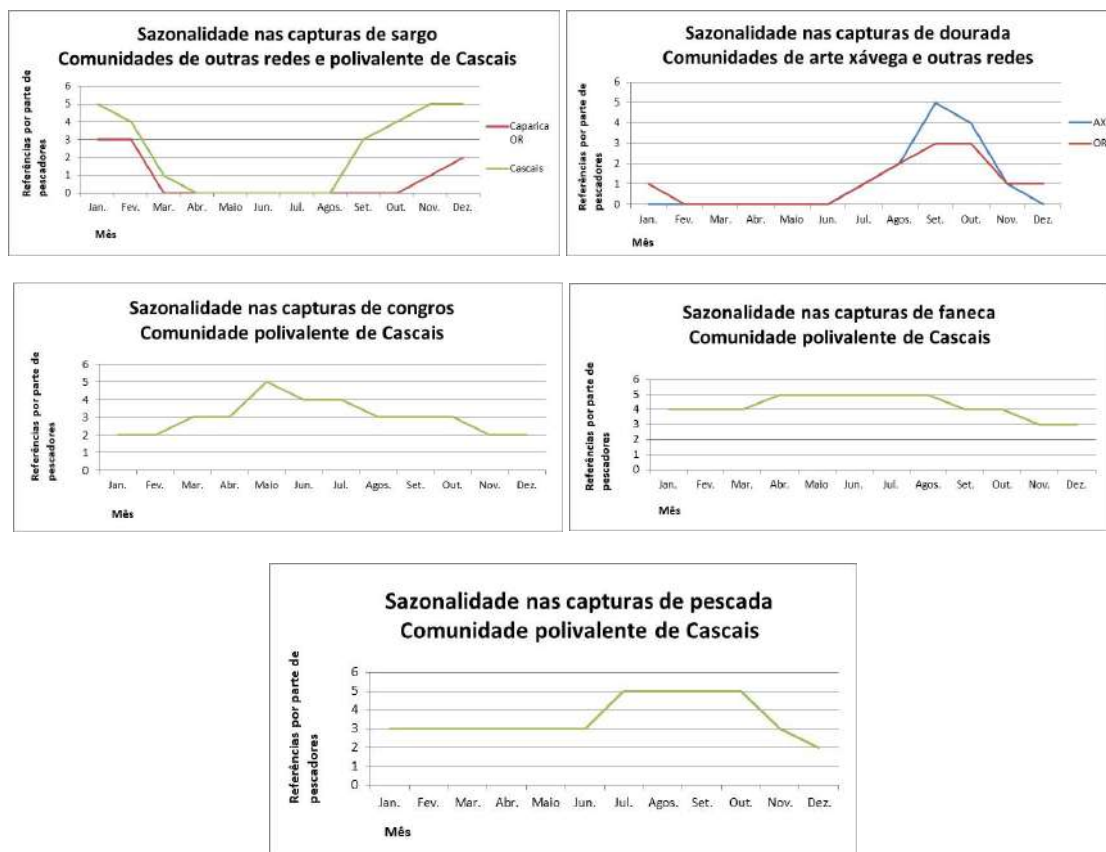 Sazonalidade nas capturas de sargo
Comunidades de outras redes e polivalente de Cascais
Referências por parte de
pescadores
6
5
4
3
2
1
0
Jan. Fev. Mar. Abr. Maio Jun. Jul. Agos. Set. Out. Nov. Dez.
Mês
Caparica
OR
Cascais
Sazonalidade nas capturas de dourada
Comunidades de arte xávega e outras redes
Referências por parte de
pescadores
6
5
4
3
2
1
0
Jan. Fev. Mar. Abr. Maio Jun. Jul. Agos. Set. Out. Nov. Dez.
Mês
AX
OR
Sazonalidade nas capturas de congros
Comunidade polivalente de Cascais
Referências por parte de
pescadores
6
5
4
3
2
1
0
Jan. Fev. Mar. Abr. Maio Jun. Jul. Agos. Set. Out. Nov. Dez.
Mês
Sazonalidade nas capturas de faneca
Comunidade polivalente de Cascais
Referências por parte de
pescadores
6
5
4
3
2
1
0
Jan. Fev. Mar. Abr. Maio Jun. Jul. Agos. Set. Out. Nov. Dez.
Mês
Sazonalidade nas capturas de pescada
Comunidade polivalente de Cascais
Referências por parte de
pescadores
6
5
4
3
2
1
0
Jan. Fev. Mar. Abr. Maio Jun. Jul. Agos. Set. Out. Nov. Dez.
Mês